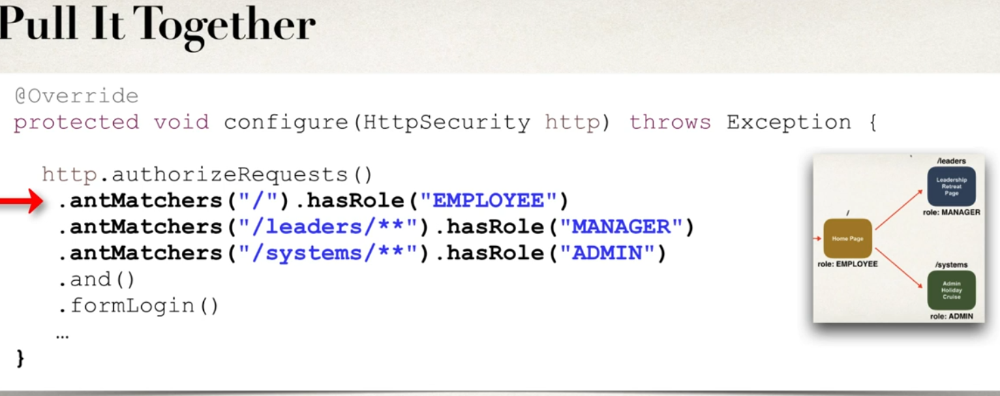 Pull It Together
@Override
protected void configure(HttpSecurity http) throws Exception {
http.authorizeRequests()
.antMatchers("/").hasRole("EMPLOYEE")
.antMatchers("/leaders/**").hasRole("MANAGER")
.antMatchers("/systems/**").hasRole("ADMIN")
.and()
.formLogin()
…
}
/leaders
Leadership
Retreat
Page
role: MANAGER
/
Home Page
role: EMPLOYEE
/systems
Admin
Holiday
Cruise
role: ADMIN